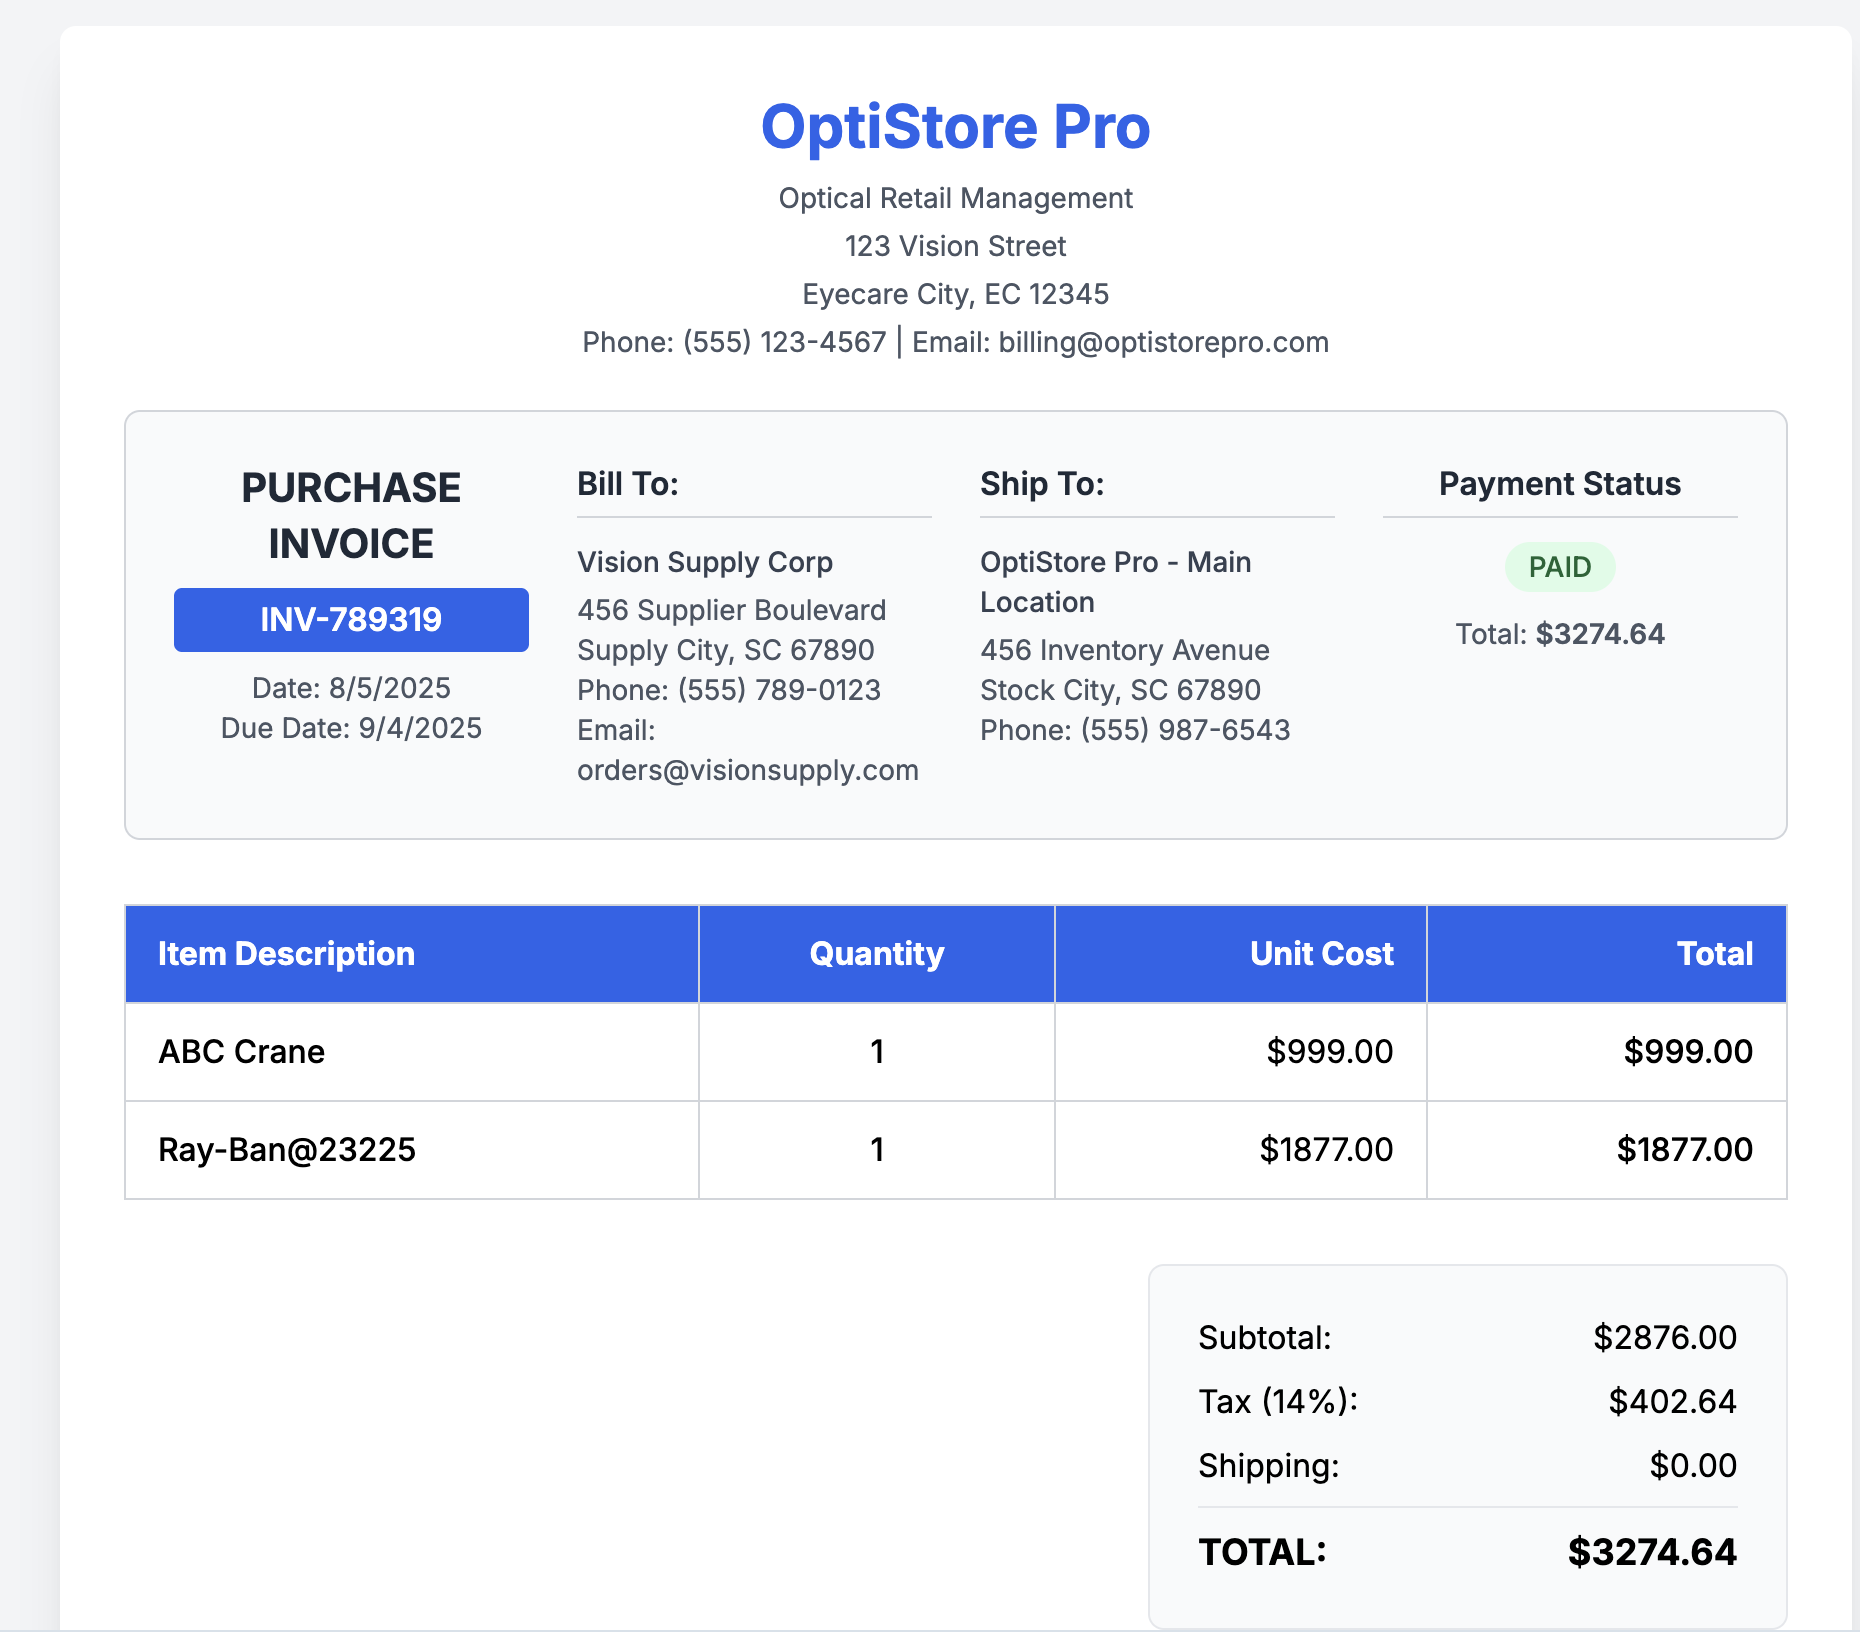 OptiStore Pro
Optical Retail Management
123 Vision Street
Eyecare City, EC 12345
Phone: (555) 123-4567 | Email: billing@optistorepro.com
PURCHASE
INVOICE
INV-789319
Date: 8/5/2025
Due Date: 9/4/2025
Bill To:
Vision Supply Corp
456 Supplier Boulevard
Supply City, SC 67890
Phone: (555) 789-0123
Email:
orders@visionsupply.com
Ship To:
OptiStore Pro - Main
Location
456 Inventory Avenue
Stock City, SC 67890
Phone: (555) 987-6543
Payment Status
PAID
Total: $3274.64
Item Description Quantity Unit Cost Total
ABC Crane 1 $999.00 $999.00
Ray-Ban@23225 1 $1877.00 $1877.00
Subtotal: $2876.00
Tax (14%): $402.64
Shipping: $0.00
TOTAL: $3274.64